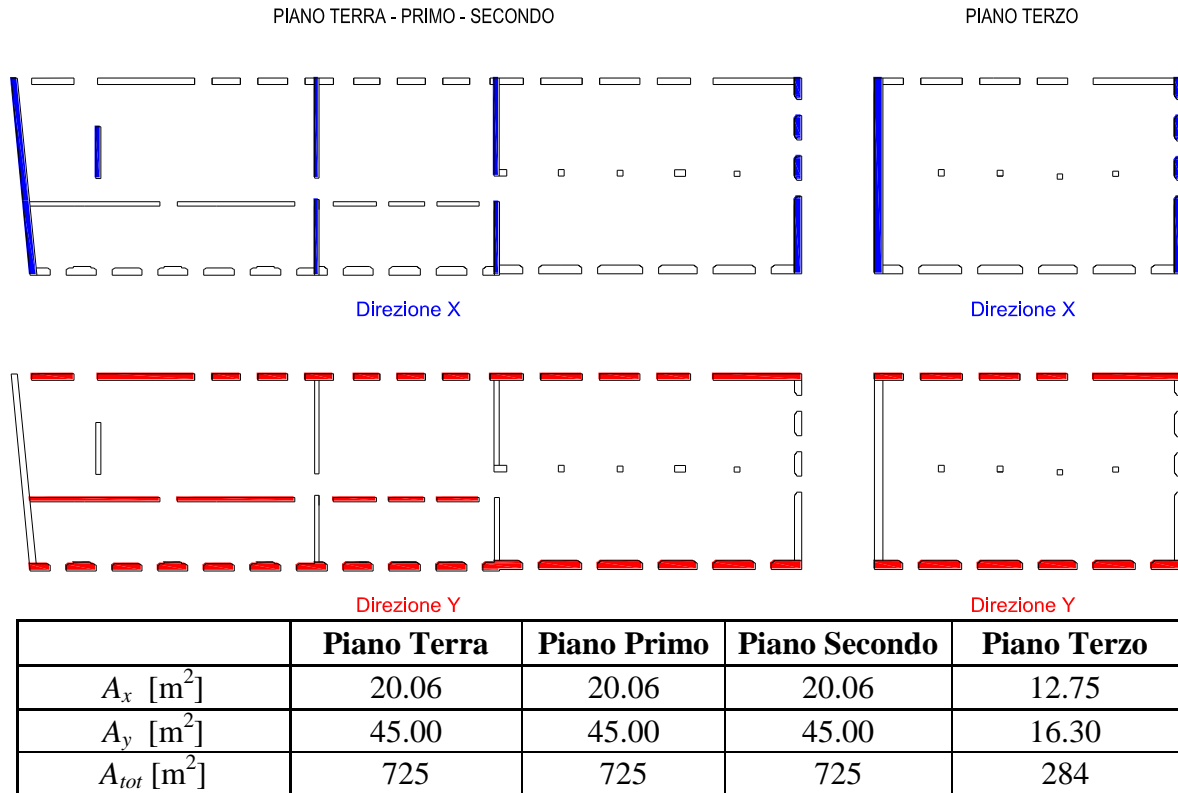 PIANO TERRA - PRIMO - SECONDO PIANO TERZO
Direzione X Direzione X
Direzione Y Direzione Y
Piano Terra Piano Primo Piano Secondo Piano Terzo
Ax [m²] 20.06 20.06 20.06 12.75
Ay [m²] 45.00 45.00 45.00 16.30
Atot [m²] 725 725 725 284